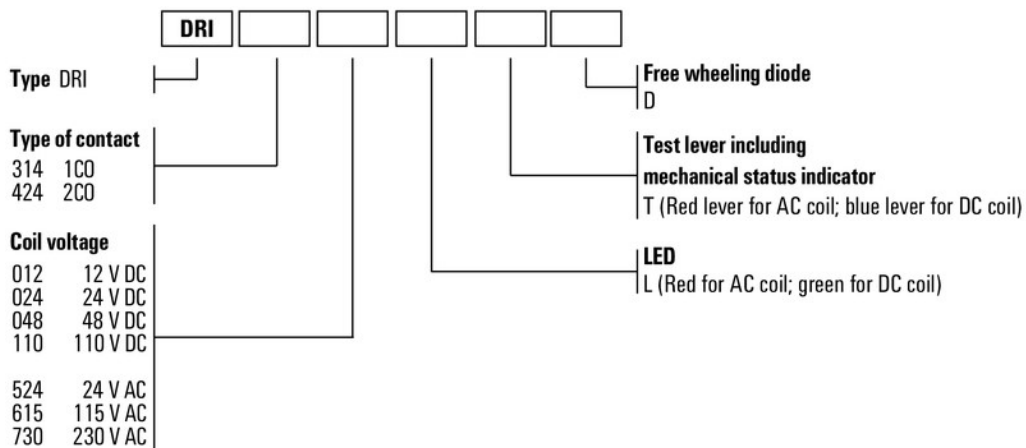 DRI
Type DRI
Type of contact
314 1CO
424 2CO
Coil voltage
012 12 V DC
024 24 V DC
048 48 V DC
110 110 V DC
524 24 V AC
615 115 V AC
730 230 V AC
Free wheeling diode
D
Test lever including
mechanical status indicator
T (Red lever for AC coil; blue lever for DC coil)
LED
L (Red for AC coil; green for DC coil)